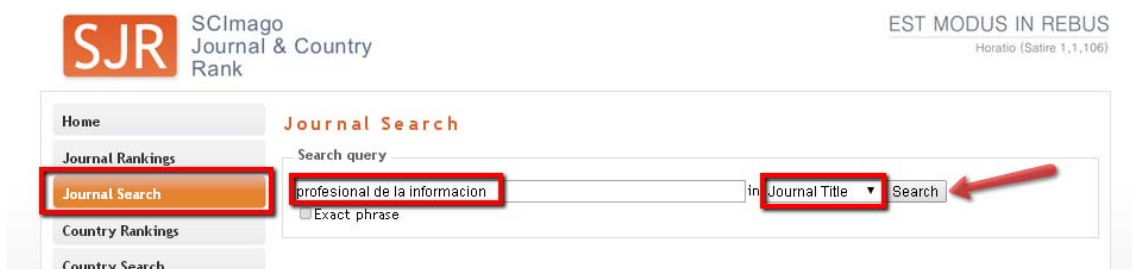 SJR
SCImago
Journal & Country
Rank
EST MODUS IN REBUS
Horatio (Satire 1,1,106)
Home
Journal Rankings
Journal Search
Country Rankings
Country Search
Journal Search
Search query
profesional de la informacion
in
Journal Title
Search
Exact phrase